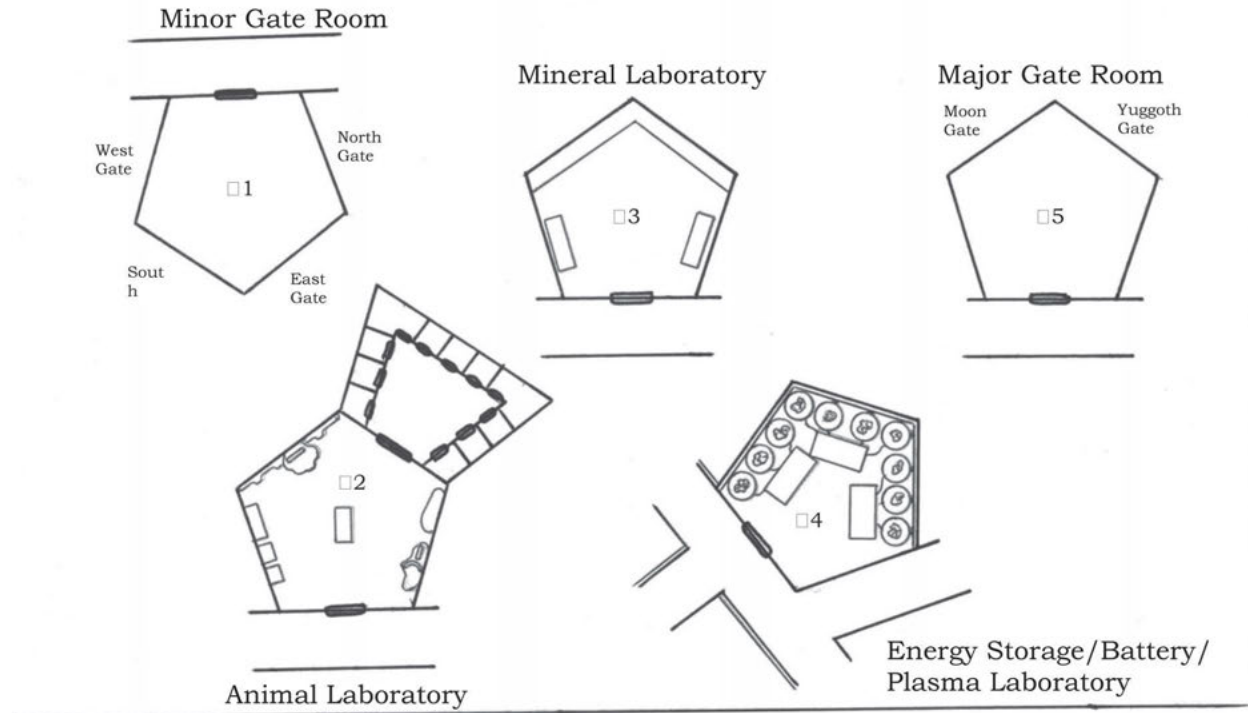 Minor Gate Room
Mineral Laboratory
Major Gate Room
Moon
Gate
Yuggoth
Gate
West
Gate
North
Gate
□1
□3
□5
Sout
h
East
Gate
□2
□4
Energy Storage/Battery/
Plasma Laboratory
Animal Laboratory